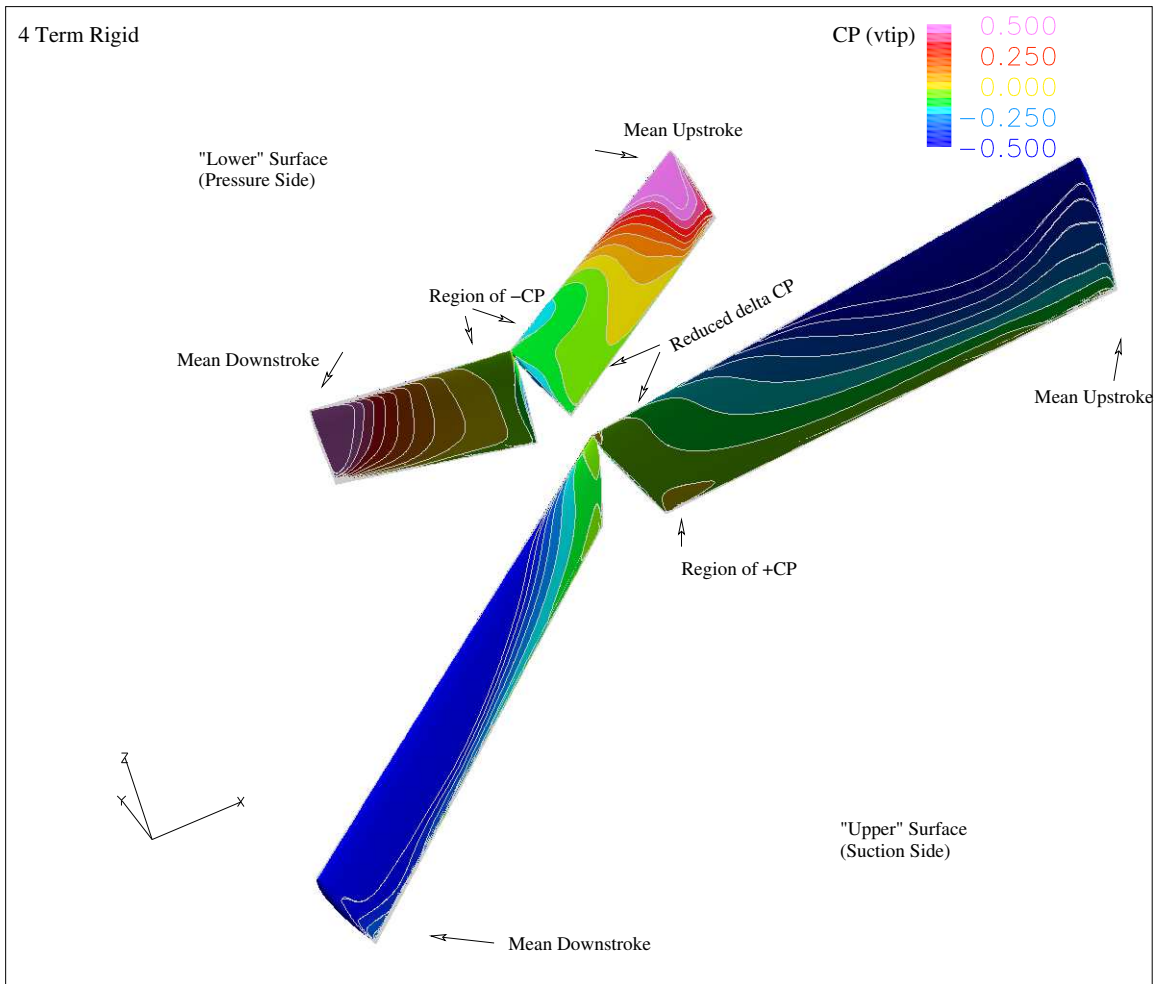 4 Term Rigid
CP (vtip)
0.500
0.250
0.000
−0.250
−0.500
Mean Upstroke
"Lower" Surface
(Pressure Side)
Region of −CP
Reduced delta CP
Mean Downstroke
Mean Upstroke
Region of +CP
Z
Y
X
"Upper" Surface
(Suction Side)
Mean Downstroke